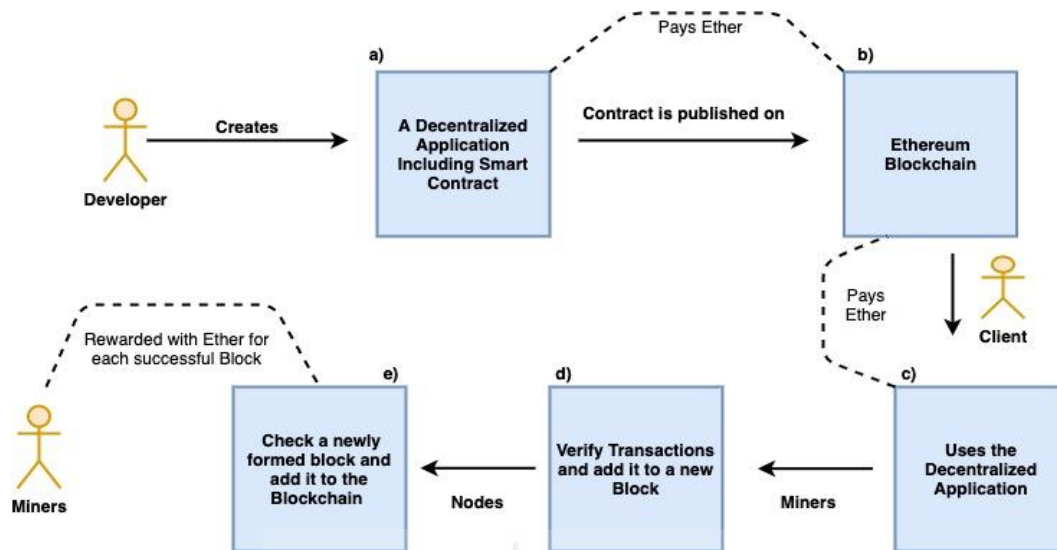 Pays Ether
a)
b)
Creates
A Decentralized
Application
Including Smart
Contract
Contract is published on
Ethereum
Blockchain
Developer
Pays
Ether
Client
Rewarded with Ether for
each successful Block
e)
d)
c)
Check a newly
formed block and
add it to the
Blockchain
Verify Transactions
and add it to a new
Block
Uses the
Decentralized
Application
Miners
Nodes
Miners